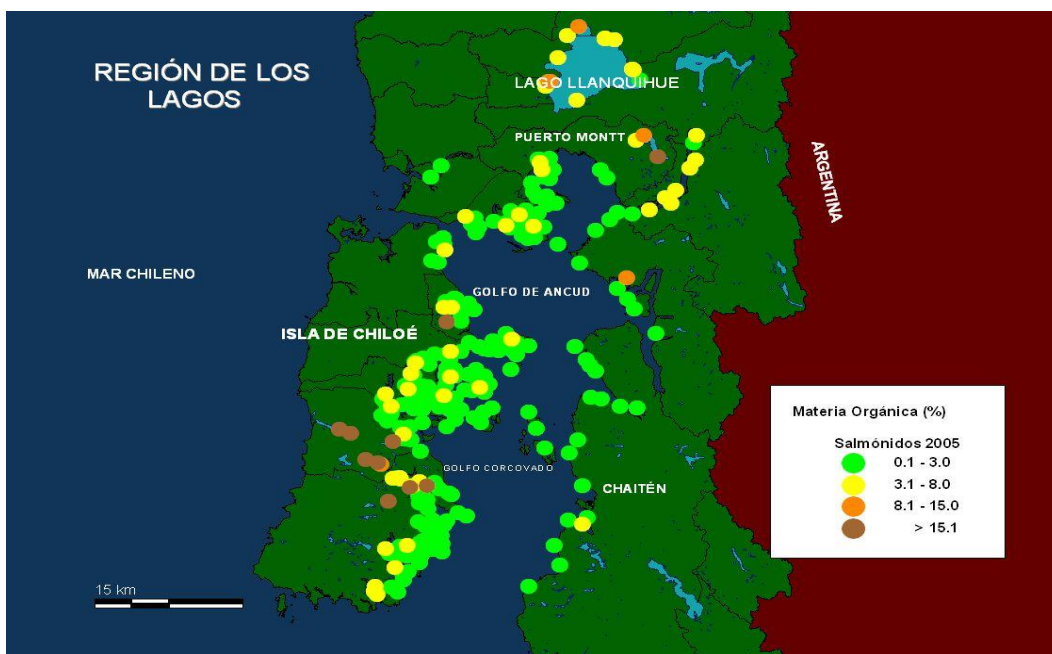 REGIÓN DE LOS
LAGOS
LAGO LLANQUIHUE
PUERTO MONTT
ARGENTINA
MAR CHILENO
GOLFO DE ANCUD
ISLA DE CHILOÉ
GOLFO CORCOVADO
CHAITÉN
Materia Orgánica (%)
Salmónidos 2005
0.1 - 3.0
3.1 - 8.0
8.1 - 15.0
> 15.1
15 km